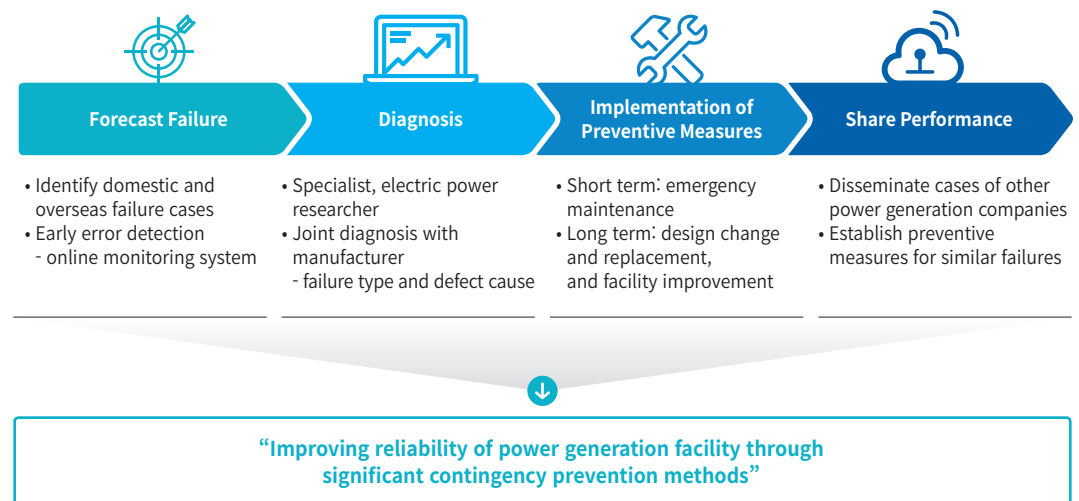 Forecast Failure
Diagnosis
Implementation of
Preventive Measures
Share Performance
• Identify domestic and
overseas failure cases
• Early error detection
- online monitoring system
• Specialist, electric power
researcher
• Joint diagnosis with
manufacturer
- failure type and defect cause
• Short term: emergency
maintenance
• Long term: design change
and replacement,
and facility improvement
• Disseminate cases of other
power generation companies
• Establish preventive
measures for similar failures
“Improving reliability of power generation facility through
significant contingency prevention methods”